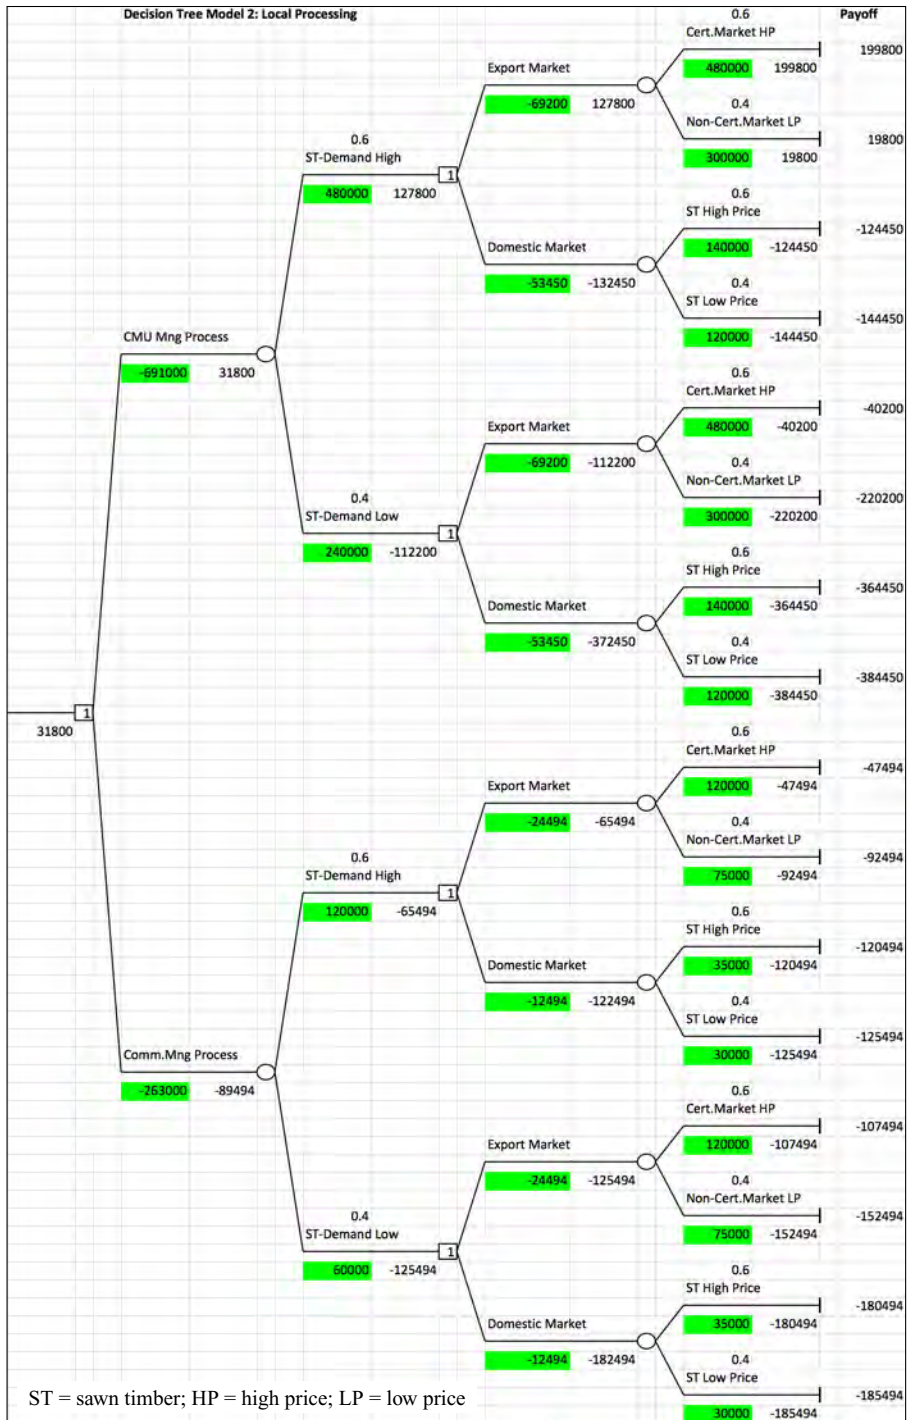 Decision Tree Model 2: Local Processing
0.6
Payoff
Cert.Market HP
199800
Export Market
480000 199800
-69200 127800
0.4
Non-Cert.Market LP
0.6
19800
ST-Demand High
300000 19800
1
480000 127800
0.6
ST High Price
-124450
Domestic Market
140000 -124450
-53450 -132450
0.4
ST Low Price
-144450
CMU Mng Process
120000 -144450
-691000 31800
0.6
Cert.Market HP
-40200
Export Market
480000 -40200
-69200 -112200
0.4
Non-Cert.Market LP
0.4
-220200
ST-Demand Low
300000 -220200
1
240000 -112200
0.6
ST High Price
-364450
Domestic Market
140000 -364450
-53450 -372450
0.4
ST Low Price
-384450
120000 -384450
1
31800
0.6
Cert.Market HP
-47494
Export Market
120000 -47494
-24494 -65494
0.4
Non-Cert.Market LP
0.6
-92494
ST-Demand High
75000 -92494
1
120000 -65494
0.6
ST High Price
-120494
Domestic Market
35000 -120494
-12494 -122494
0.4
ST Low Price
-125494
Comm.Mng Process
30000 -125494
-263000 -89494
0.6
Cert.Market HP
-107494
Export Market
120000 -107494
-24494 -125494
0.4
Non-Cert.Market LP
0.4
-152494
ST-Demand Low
75000 -152494
1
60000 -125494
0.6
ST High Price
-180494
Domestic Market
35000 -180494
-12494 -182494
0.4
ST Low Price
-185494
ST = sawn timber; HP = high price; LP = low price
30000 -185494